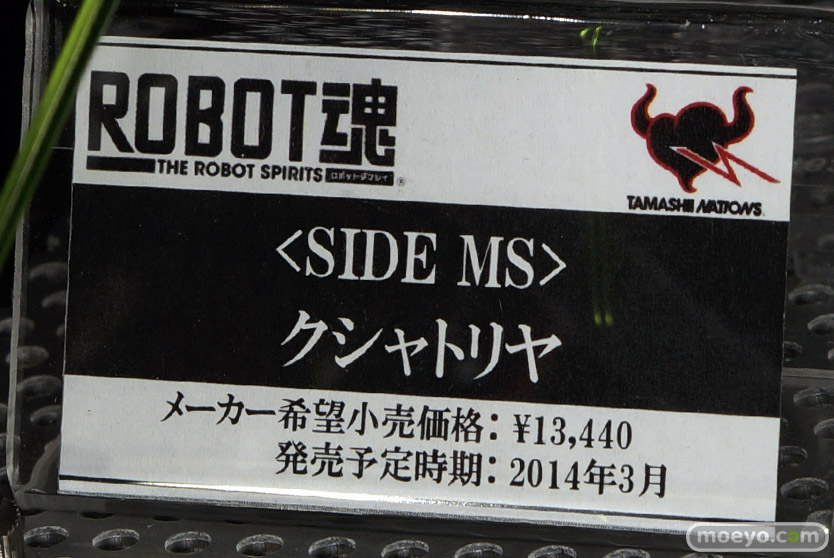 ROBOT魂
THE ROBOT SPIRITS ロボットダマシイ ®
TAMASHII NATIONS
<SIDE MS>
クシャトリヤ
メーカー希望小売価格：¥13,440
発売予定時期：2014年3月
moeyo.com